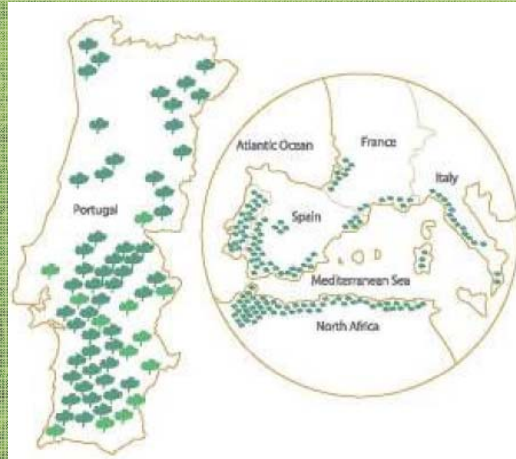 Portugal
Atlantic Ocean
France
Italy
Spain
Mediterranean Sea
North Africa